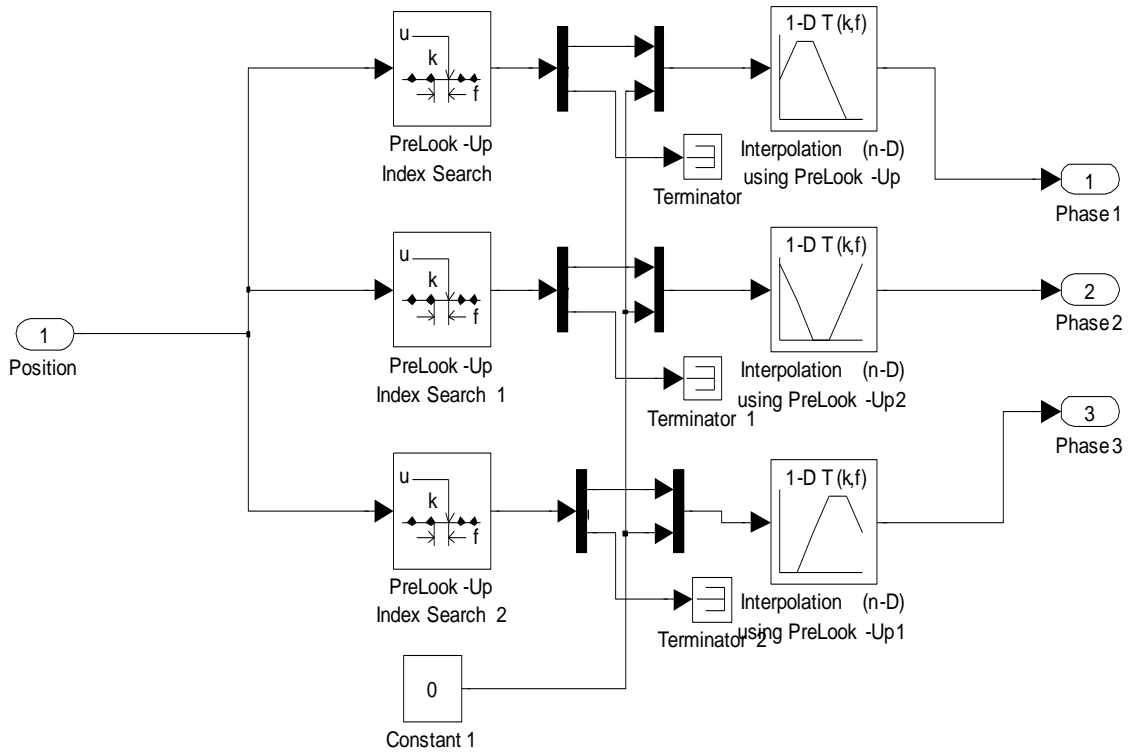 u
k
f
PreLook -Up
Index Search
Terminator
1-D T(k,f)
Interpolation (n-D)
using PreLook -Up
1
Phase 1
u
k
f
PreLook -Up
Index Search 1
Terminator 1
1-D T(k,f)
Interpolation (n-D)
using PreLook -Up2
2
Phase 2
1
Position
u
k
f
PreLook -Up
Index Search 2
Terminator 2
1-D T(k,f)
Interpolation (n-D)
using PreLook -Up1
3
Phase 3
0
Constant 1